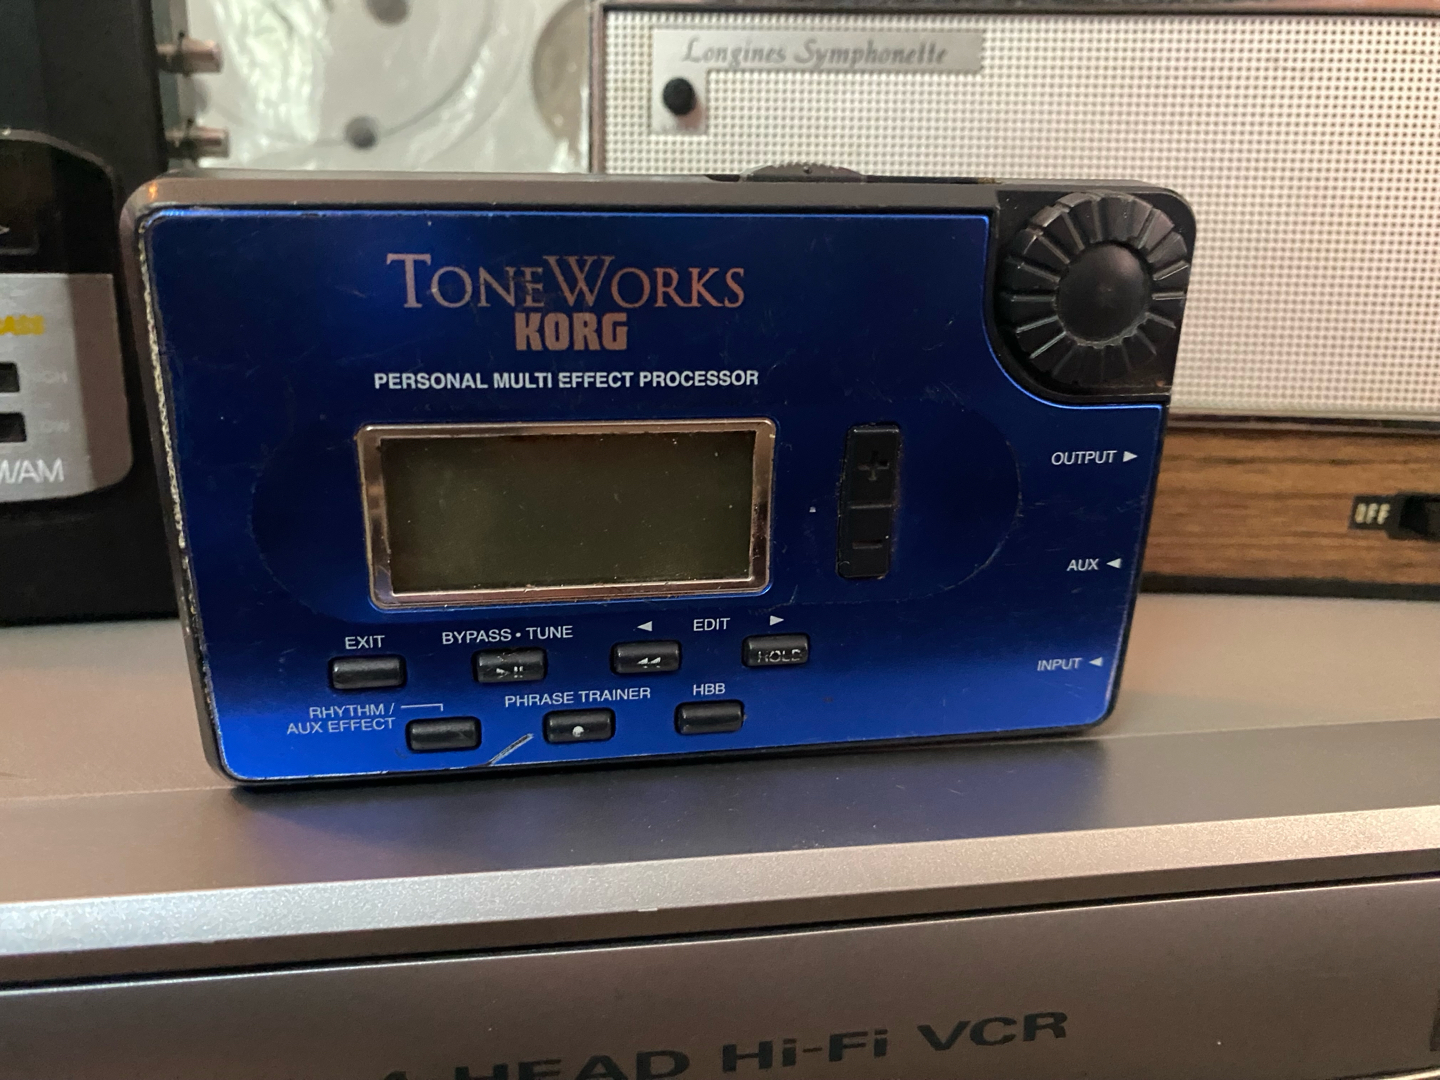 Longines Symphonette
TONEWORKS
KORG
PERSONAL MULTI EFFECT PROCESSOR
OUTPUT ►
AUX ◄
INPUT ◄
+
-
EXIT
BYPASS • TUNE
◄ EDIT ►
HOLD
RHYTHM /
AUX EFFECT
PHRASE TRAINER
HBB
OFF
/AM
HEAD Hi-Fi VCR